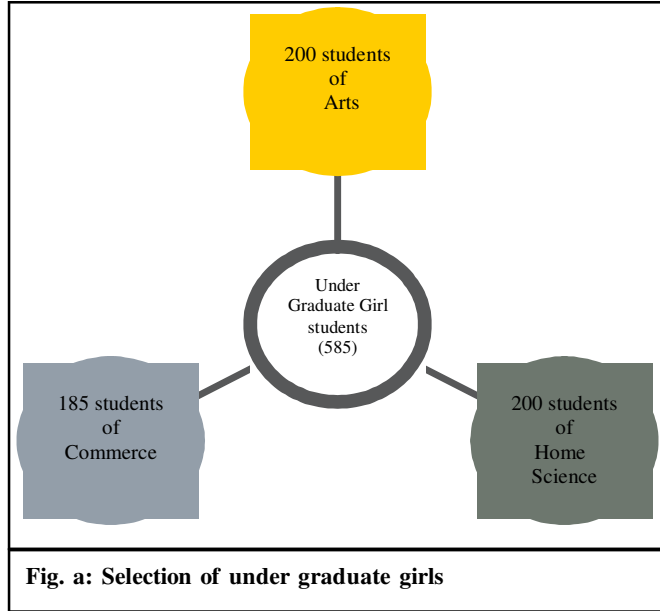 200 students
of
Arts
Under
Graduate Girl
students
(585)
185 students
of
Commerce
200 students
of
Home
Science
Fig. a: Selection of under graduate girls